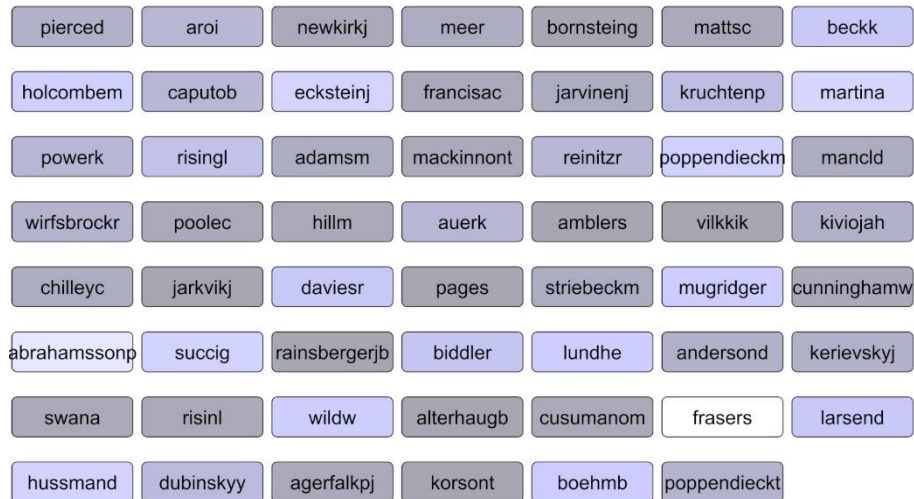 pierced aroi newkirkj meer bornsteing mattsc beckk
holcombem caputob ecksteinj francisac jarvinenj kruchtenp martina
powerk risingl adamsm mackinnont reinitzr poppendieckm mancld
wirfsbrockr poolec hillm auerk amblers vilkkik kiviojah
chilleyc jarkvikj daviesr pages striebeckm mugridger cunninghamw
abrahamssonp succig rainsbergerjb biddler lundhe andersond kerievskyj
swana risinl wildw alterhaugb cusumanom frasers larsend
hussmand dubinskyy agerfalkpj korsont boehmb poppendieckt